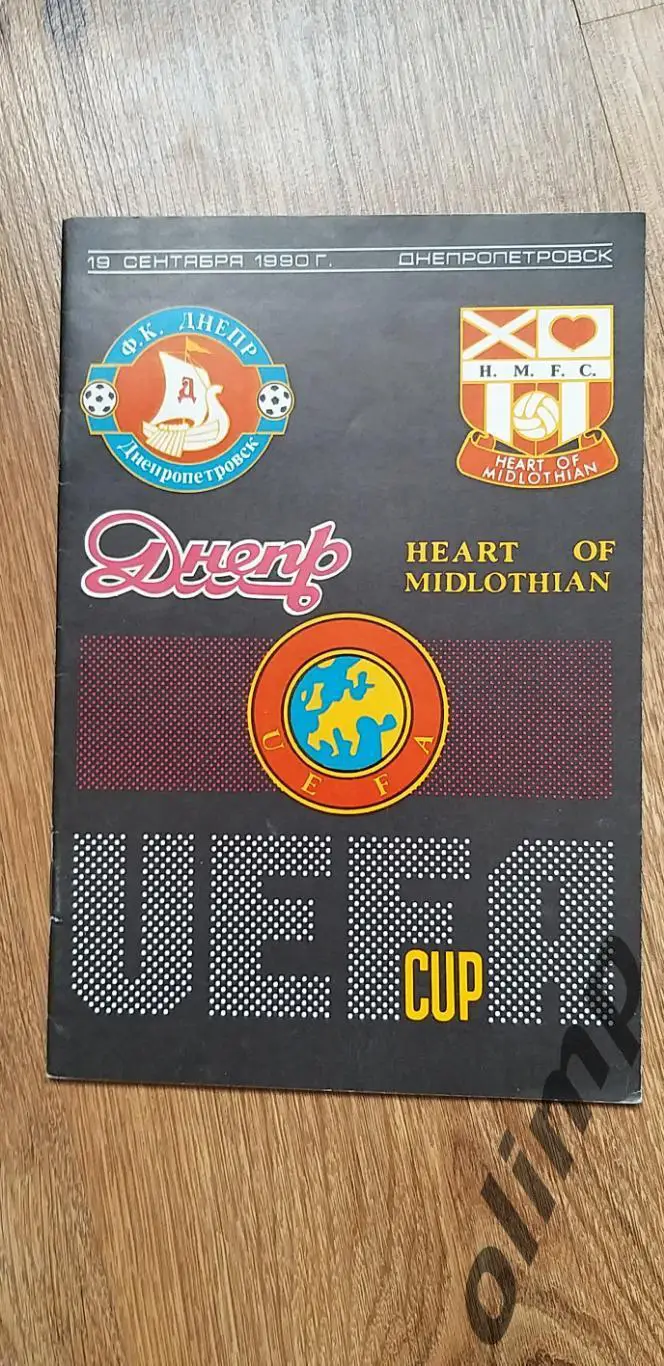 19 СЕНТЯБРЯ 1990 Г. ДНЕПРОПЕТРОВСК
Ф.К. ДНЕПР
Д
Днепропетровск
H. M. F. C.
HEART OF
MIDLOTHIAN
Днепр
HEART OF
MIDLOTHIAN
UEFA
UEFA
CUP
olimp